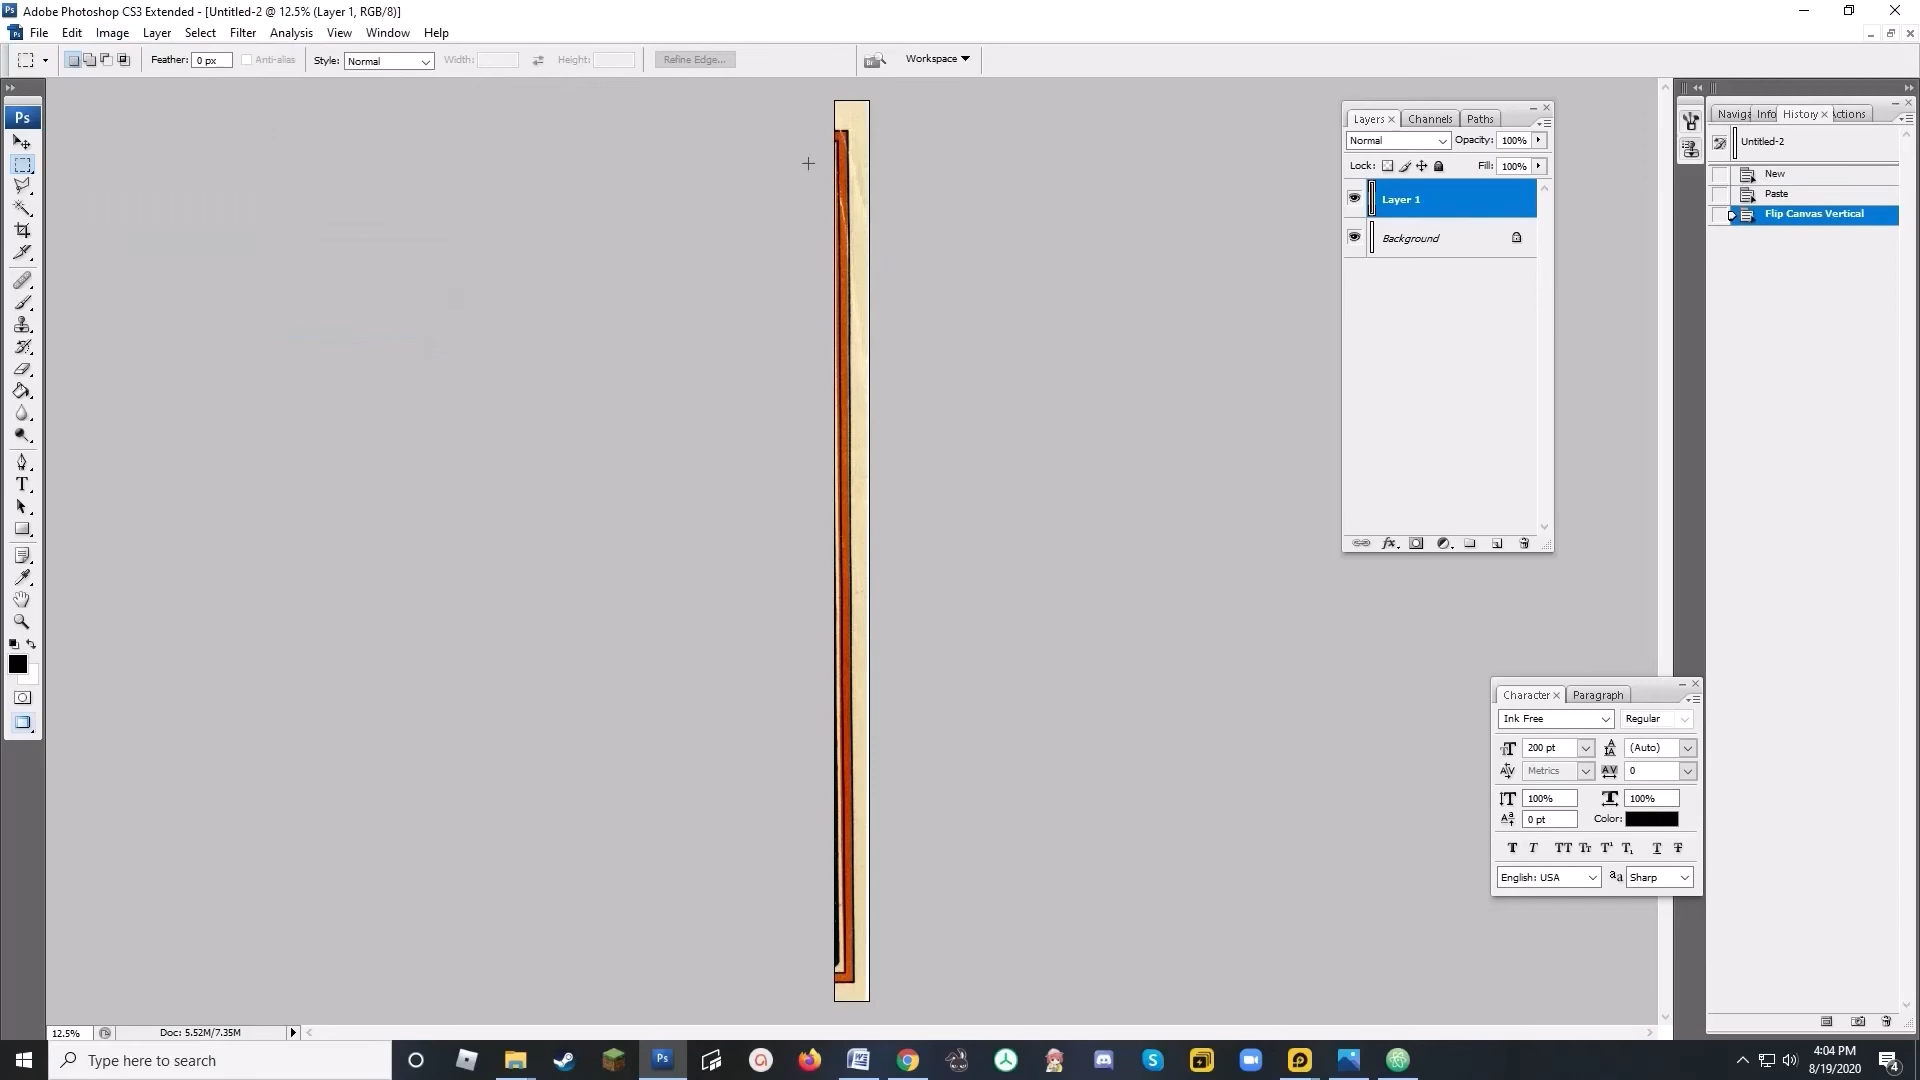 Adobe Photoshop CS3 Extended - [Untitled-2 @ 12.5% (Layer 1, RGB/8)]
File Edit Image Layer Select Filter Analysis View Window Help
Feather: 0 px Anti-alias Style: Normal Width: Height: Refine Edge... Workspace
Ps
Layers Channels Paths
Normal Opacity: 100%
Lock: Fill: 100%
Layer 1
Background
Info History Actions
Untitled-2
New
Paste
Flip Canvas Vertical
Character Paragraph
Ink Free Regular
200 pt (Auto)
Metrics 0
100% 100%
0 pt Color:
English: USA Sharp
12.5% Doc: 5.52M/7.35M
Type here to search
4:04 PM
8/19/2020
4